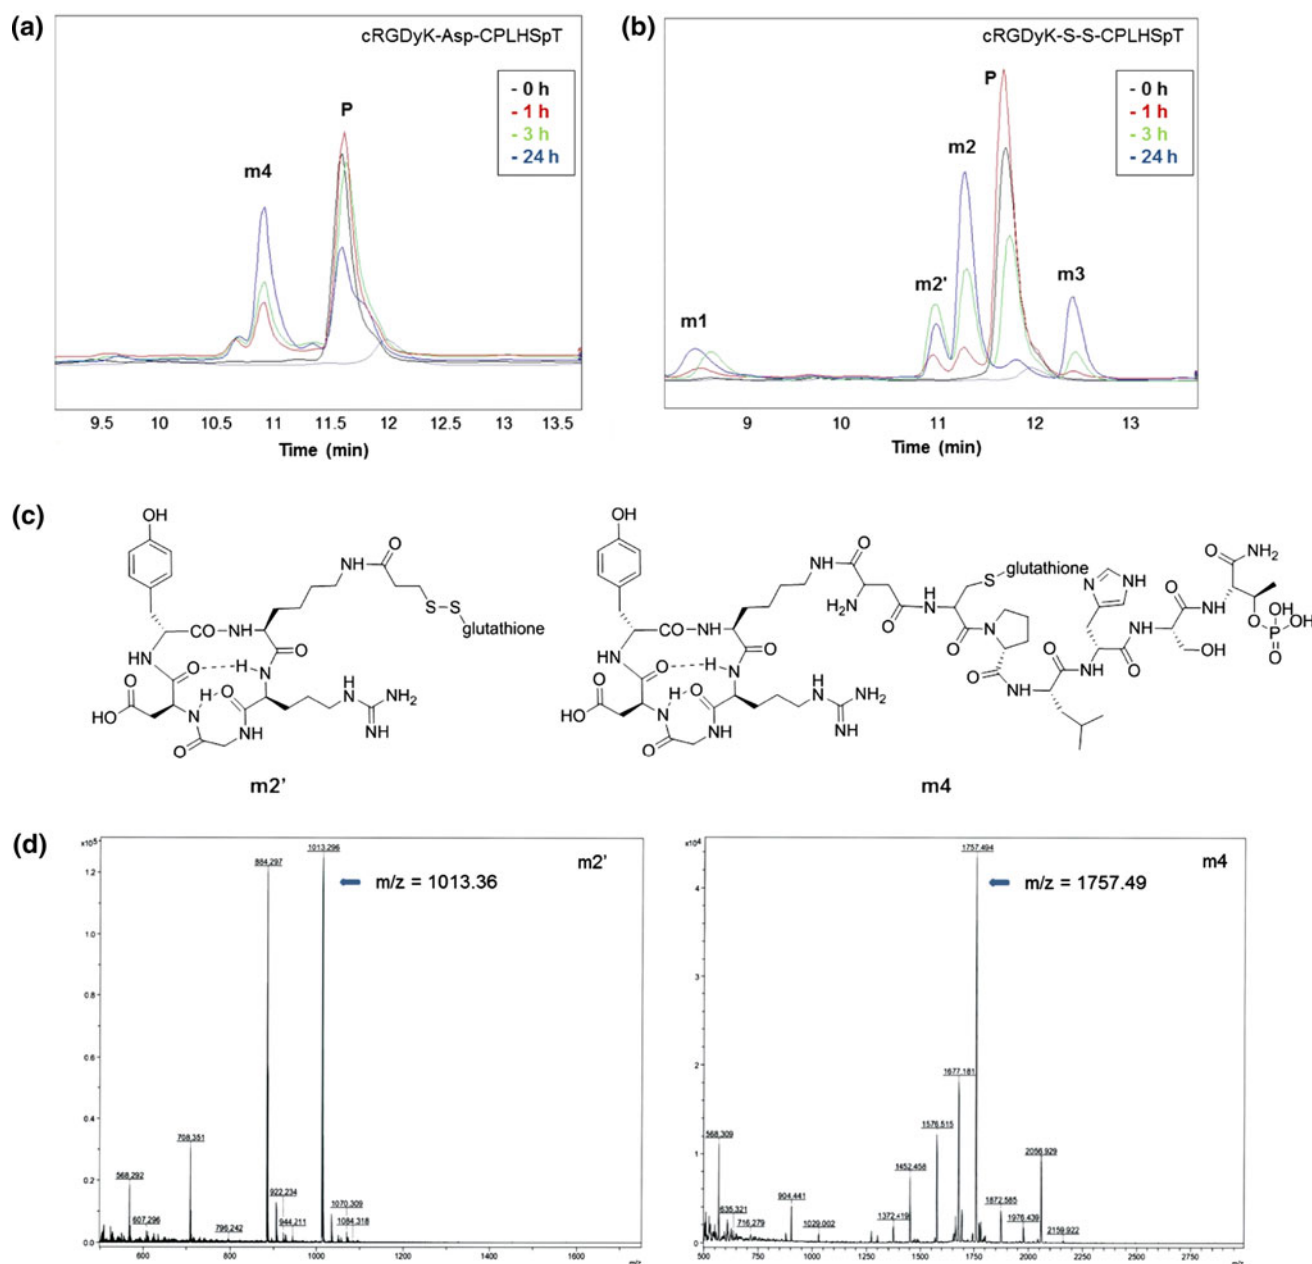 (a)
cRGDyK-Asp-CPLHSpT
- 0 h
- 1 h
- 3 h
- 24 h
P
m4
9.5 10 10.5 11 11.5 12 12.5 13 13.5
Time (min)
(b)
cRGDyK-S-S-CPLHSpT
- 0 h
- 1 h
- 3 h
- 24 h
P
m2
m2'
m3
m1
9 10 11 12 13
Time (min)
(c)
OH
NH
O
S-S
glutathione
CO-NH
HN
O
O
H
N
O
HO
O
N
H
O
NH
O
N
H
NH2
NH
m2'
OH
NH
O
H2N
O
NH
S
glutathione
O
N
O
NH
N
NH
O
NH
O
NH
OH
O
NH
O
NH2
O
OH
P
OH
O
CO-NH
HN
O
O
H
N
O
HO
O
N
H
O
NH
O
N
H
NH2
NH
m4
(d)
x10⁵
m2'
1013.296
884.297
m/z = 1013.36
708.351
568.292
607.296
796.242
922.234
944.211
1070.309
1084.318
1.2
1.0
0.8
0.6
0.4
0.2
0.0
600 800 1000 1200 1400 1600
m/z
x10⁴
m4
1757.494
m/z = 1757.49
1677.181
1576.515
1452.458
1372.419
568.309
635.321
716.279
904.441
1029.002
1872.565
1976.439
2056.929
2159.922
4
3
2
1
0
500 750 1000 1250 1500 1750 2000 2250 2500 2750
m/z